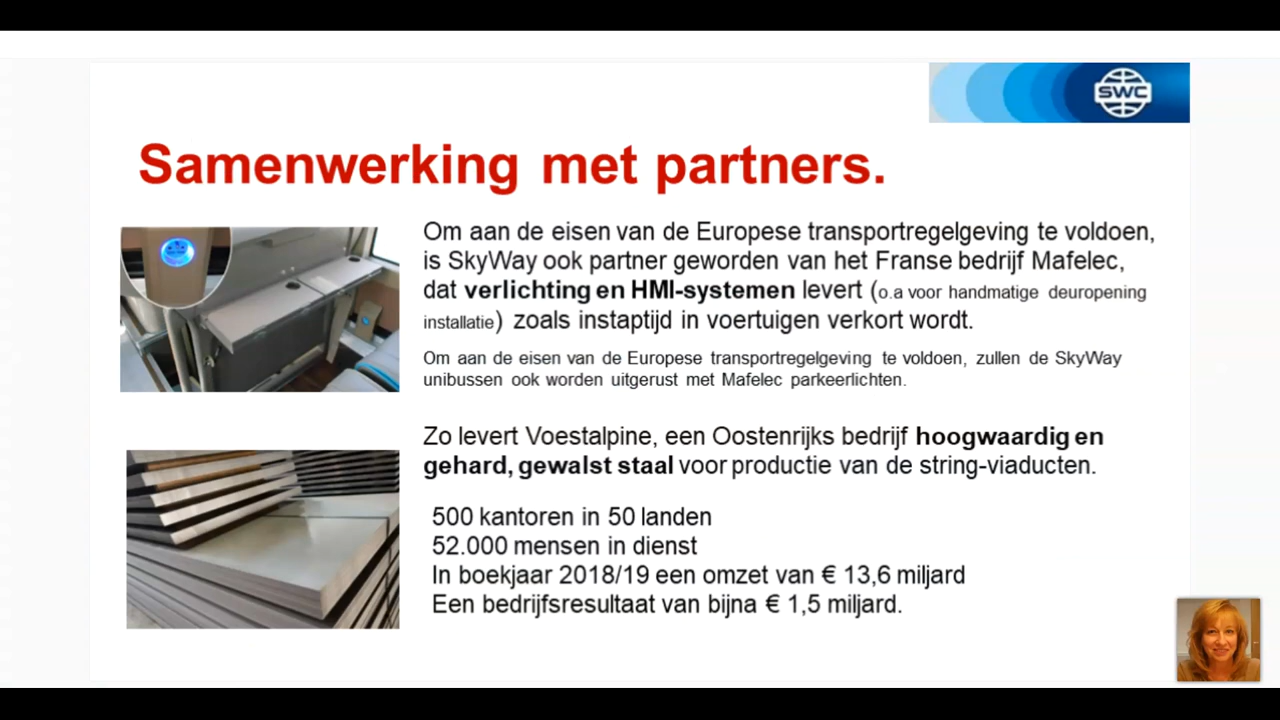 SWC
Samenwerking met partners.
Om aan de eisen van de Europese transportregelgeving te voldoen,
is SkyWay ook partner geworden van het Franse bedrijf Mafelec,
dat verlichting en HMI-systemen levert (o.a voor handmatige deuropening
installatie) zoals instaptijd in voertuigen verkort wordt.
Om aan de eisen van de Europese transportregelgeving te voldoen, zullen de SkyWay
unibussen ook worden uitgerust met Mafelec parkeerlichten.
Zo levert Voestalpine, een Oostenrijks bedrijf hoogwaardig en
gehard, gewalst staal voor productie van de string-viaducten.
500 kantoren in 50 landen
52.000 mensen in dienst
In boekjaar 2018/19 een omzet van € 13,6 miljard
Een bedrijfsresultaat van bijna € 1,5 miljard.